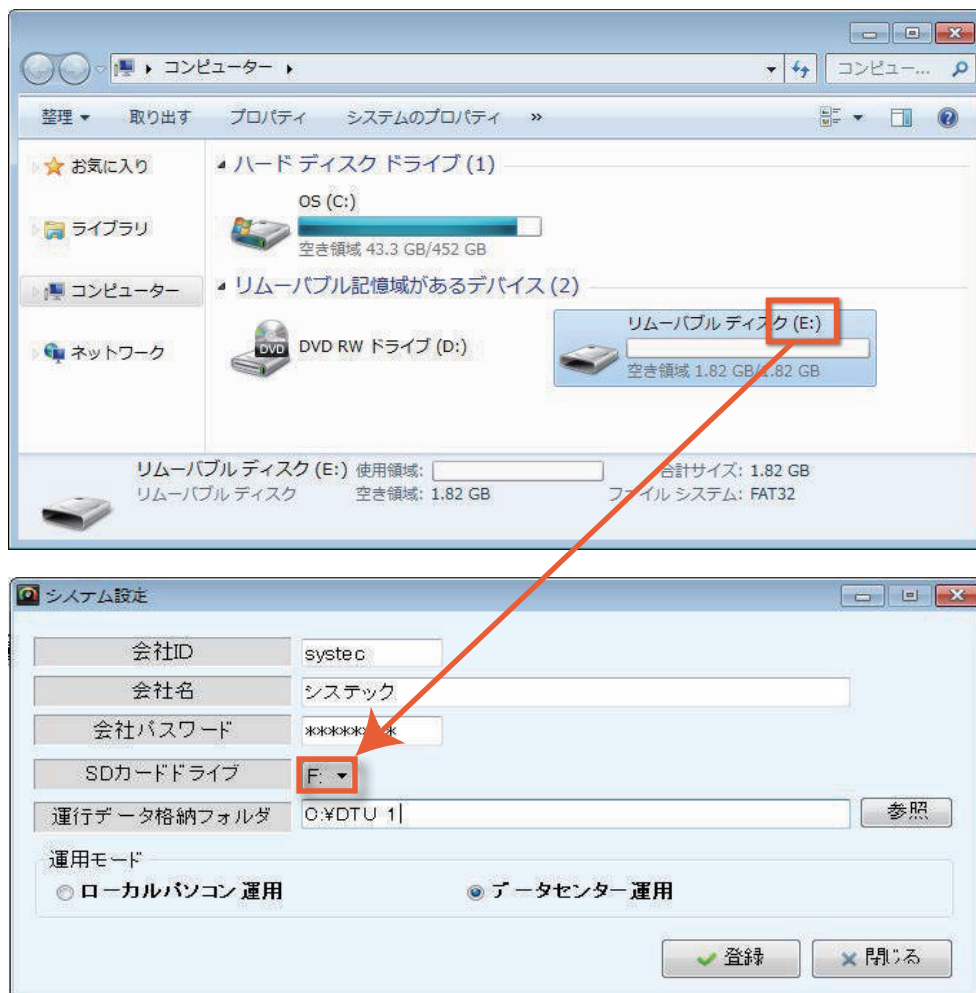 コンピューター
コンピュー...
整理 取り出す プロパティ システムのプロパティ »
お気に入り
ライブラリ
コンピューター
ネットワーク
ハード ディスク ドライブ (1)
OS (C:)
空き領域 43.3 GB/452 GB
リムーバブル記憶域があるデバイス (2)
DVD
DVD RW ドライブ (D:)
リムーバブル ディスク (E:)
空き領域 1.82 GB/1.82 GB
リムーバブル ディスク (E:) 使用領域: 合計サイズ: 1.82 GB
リムーバブル ディスク 空き領域: 1.82 GB ファイル システム: FAT32
システム設定
会社ID systec
会社名 システック
会社パスワード ********
SDカードドライブ F:
運行データ格納フォルダ C:¥DTU 1 参照
運用モード
ローカルパソコン運用 データセンター運用
登録 閉じる